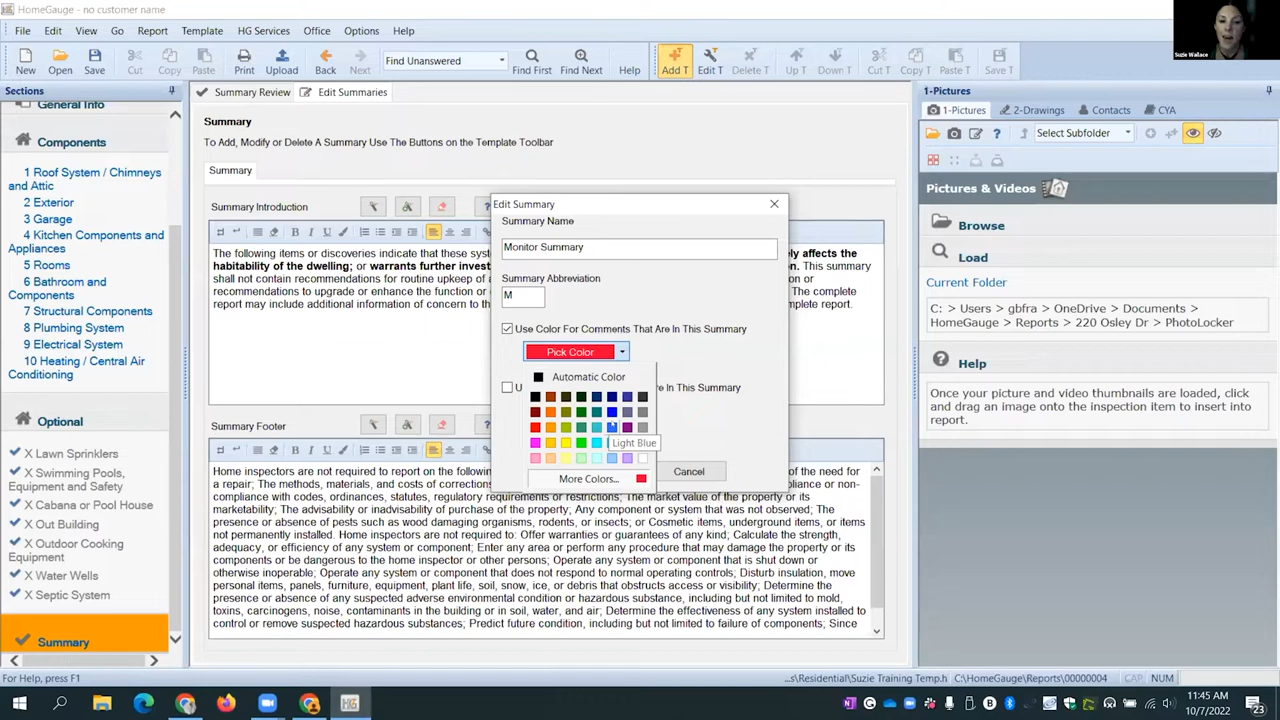 HomeGauge - no customer name
Suzie Wallace
File Edit View Go Report Template HG Services Office Options Help
New Open Save Cut Copy Paste Print Upload Back Next Find Unanswered Find First Find Next Help Add T Edit T Delete T Up T Down T Cut T Copy T Paste T Save T
Sections
General Info
Components
1 Roof System / Chimneys
and Attic
2 Exterior
3 Garage
4 Kitchen Components and
Appliances
5 Rooms
6 Bathroom and
Components
7 Structural Components
8 Plumbing System
9 Electrical System
10 Heating / Central Air
Conditioning
Optional
X Lawn Sprinklers
X Swimming Pools,
Equipment and Safety
X Cabana or Pool House
X Out Building
X Outdoor Cooking
Equipment
X Water Wells
X Septic System
Summary
Summary Review Edit Summaries
Summary
To Add, Modify or Delete A Summary Use The Buttons on the Template Toolbar
Summary
Summary Introduction
B I U
The following items or discoveries indicate that these sys
ly affects the
habitability of the dwelling; or warrants further invest
on. This summary
shall not contain recommendations for routine upkeep of
on or
recommendations to upgrade or enhance the function or
The complete
report may include additional information of concern to th
Summary Footer
B I U
Home inspectors are not required to report on the following
of the need for
a repair; The methods, materials, and costs of corrections
pliance or non-
compliance with codes, ordinances, statutes, regulatory requirements or restrictions; The market value of the property or its
marketability; The advisability or inadvisability of purchase of the property; Any component or system that was not observed; The
presence or absence of pests such as wood damaging organisms, rodents, or insects; or Cosmetic items, underground items, or items
not permanently installed. Home inspectors are not required to: Offer warranties or guarantees of any kind; Calculate the strength,
adequacy, or efficiency of any system or component; Enter any area or perform any procedure that may damage the property or its
components or be dangerous to the home inspector or other persons; Operate any system or component that is shut down or
otherwise inoperable; Operate any system or component that does not respond to normal operating controls; Disturb insulation, move
personal items, panels, furniture, equipment, plant life, soil, snow, ice, or debris that obstructs access or visibility; Determine the
presence or absence of any suspected adverse environmental condition or hazardous substance, including but not limited to mold,
toxins, carcinogens, noise, contaminants in the building or in soil, water, and air; Determine the effectiveness of any system installed
to control or remove suspected hazardous substances; Predict future condition, including but not limited to failure of components; Since
Edit Summary
Summary Name
Monitor Summary
Summary Abbreviation
M
Use Color For Comments That Are In This Summary
Pick Color
Automatic Color
U
e In This Summary
Light Blue
More Colors...
Cancel
1-Pictures
1-Pictures 2-Drawings Contacts CYA
Select Subfolder
Pictures & Videos
Browse
Load
Current Folder
C: > Users > gbfra > OneDrive > Documents >
HomeGauge > Reports > 220 Osley Dr > PhotoLocker
Help
Once your picture and video thumbnails are loaded, click
and drag an image onto the inspection item to insert into
report.
For Help, press F1
...s\Residential\Suzie Training Temp.h C:\HomeGauge\Reports\00000004 CAP NUM
11:45 AM
10/7/2022
23